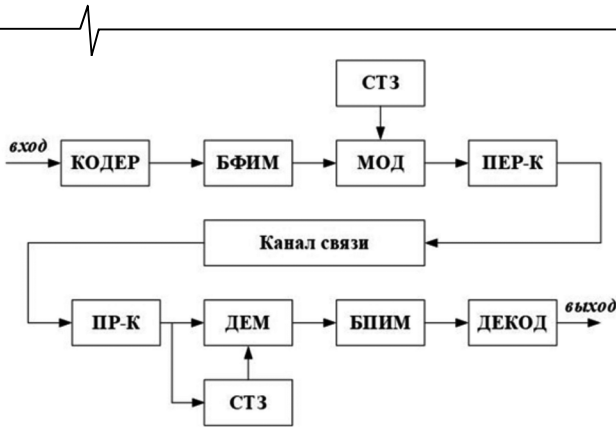 СТЗ
вход
КОДЕР
БФИМ
МОД
ПЕР-К
Канал связи
ПР-К
ДЕМ
БПИМ
ДЕКОД
выход
СТЗ